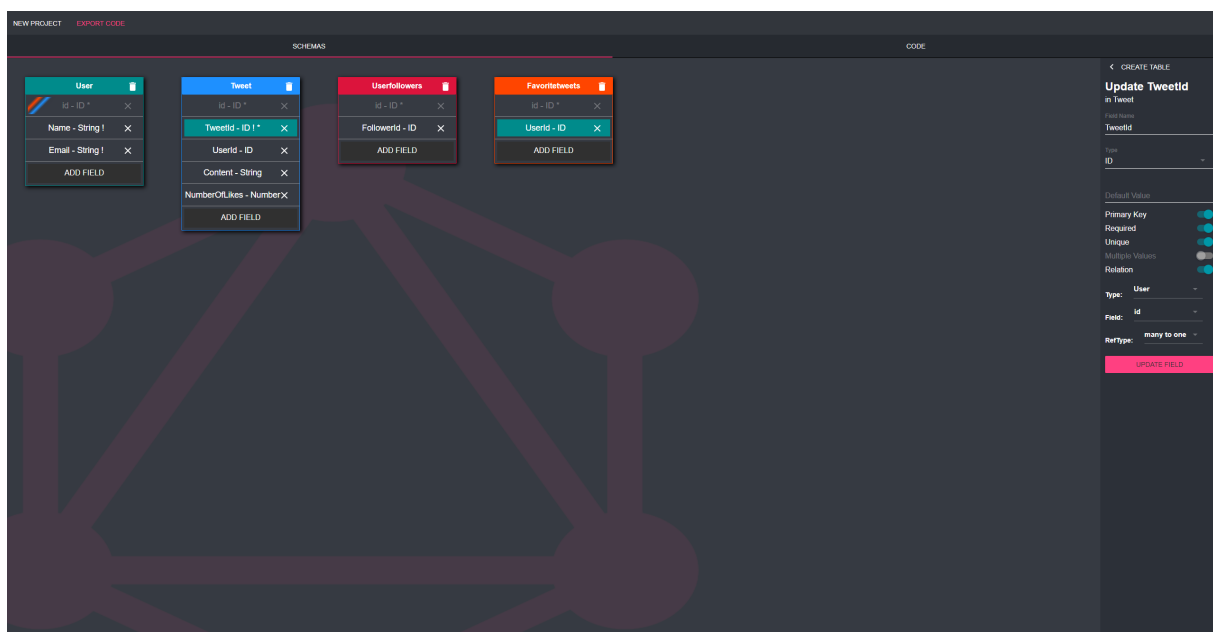 NEW PROJECT EXPORT CODE
SCHEMAS CODE
User
id - ID *
Name - String !
Email - String !
ADD FIELD
Tweet
id - ID *
TweetId - ID ! *
UserId - ID
Content - String
NumberOfLikes - Number
ADD FIELD
Userfollowers
id - ID *
FollowerId - ID
ADD FIELD
Favoritetweets
id - ID *
UserId - ID
ADD FIELD
CREATE TABLE
Update TweetId
in Tweet
Field Name
TweetId
Type
ID
Default Value
Primary Key
Required
Unique
Multiple Values
Relation
Type: User
Field: id
RefType: many to one
UPDATE FIELD